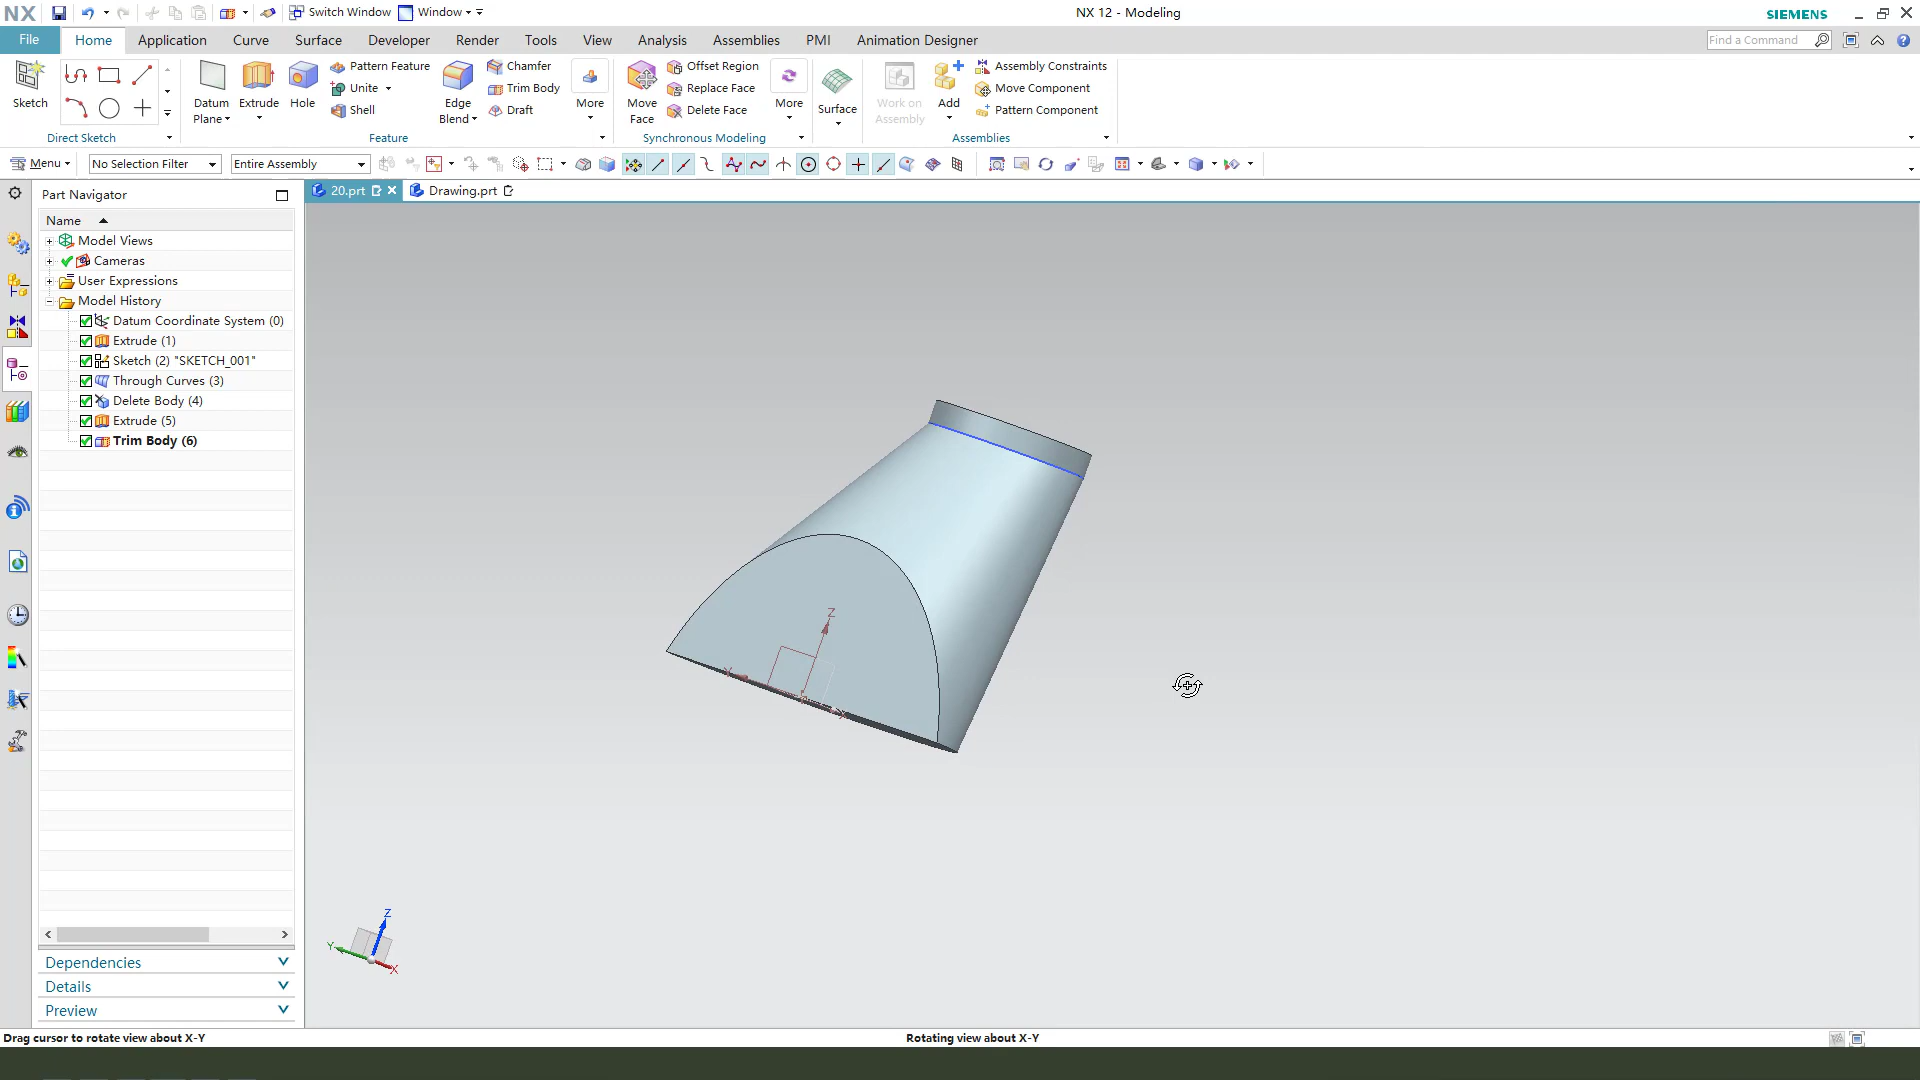 NX
Switch Window
Window
NX 12 - Modeling
SIEMENS
File
Home
Application
Curve
Surface
Developer
Render
Tools
View
Analysis
Assemblies
PMI
Animation Designer
Find a Command
Sketch
Direct Sketch
Datum
Plane
Extrude
Hole
Pattern Feature
Unite
Shell
Edge
Blend
Chamfer
Trim Body
Draft
More
Feature
Move
Face
Offset Region
Replace Face
Delete Face
More
Synchronous Modeling
Surface
Work on
Assembly
Add
Assembly Constraints
Move Component
Pattern Component
Assemblies
Menu
No Selection Filter
Entire Assembly
Part Navigator
20.prt
Drawing.prt
Name
Model Views
Cameras
User Expressions
Model History
Datum Coordinate System (0)
Extrude (1)
Sketch (2) "SKETCH_001"
Through Curves (3)
Delete Body (4)
Extrude (5)
Trim Body (6)
Z
Y
X
Z
Y
X
Dependencies
Details
Preview
Drag cursor to rotate view about X-Y
Rotating view about X-Y